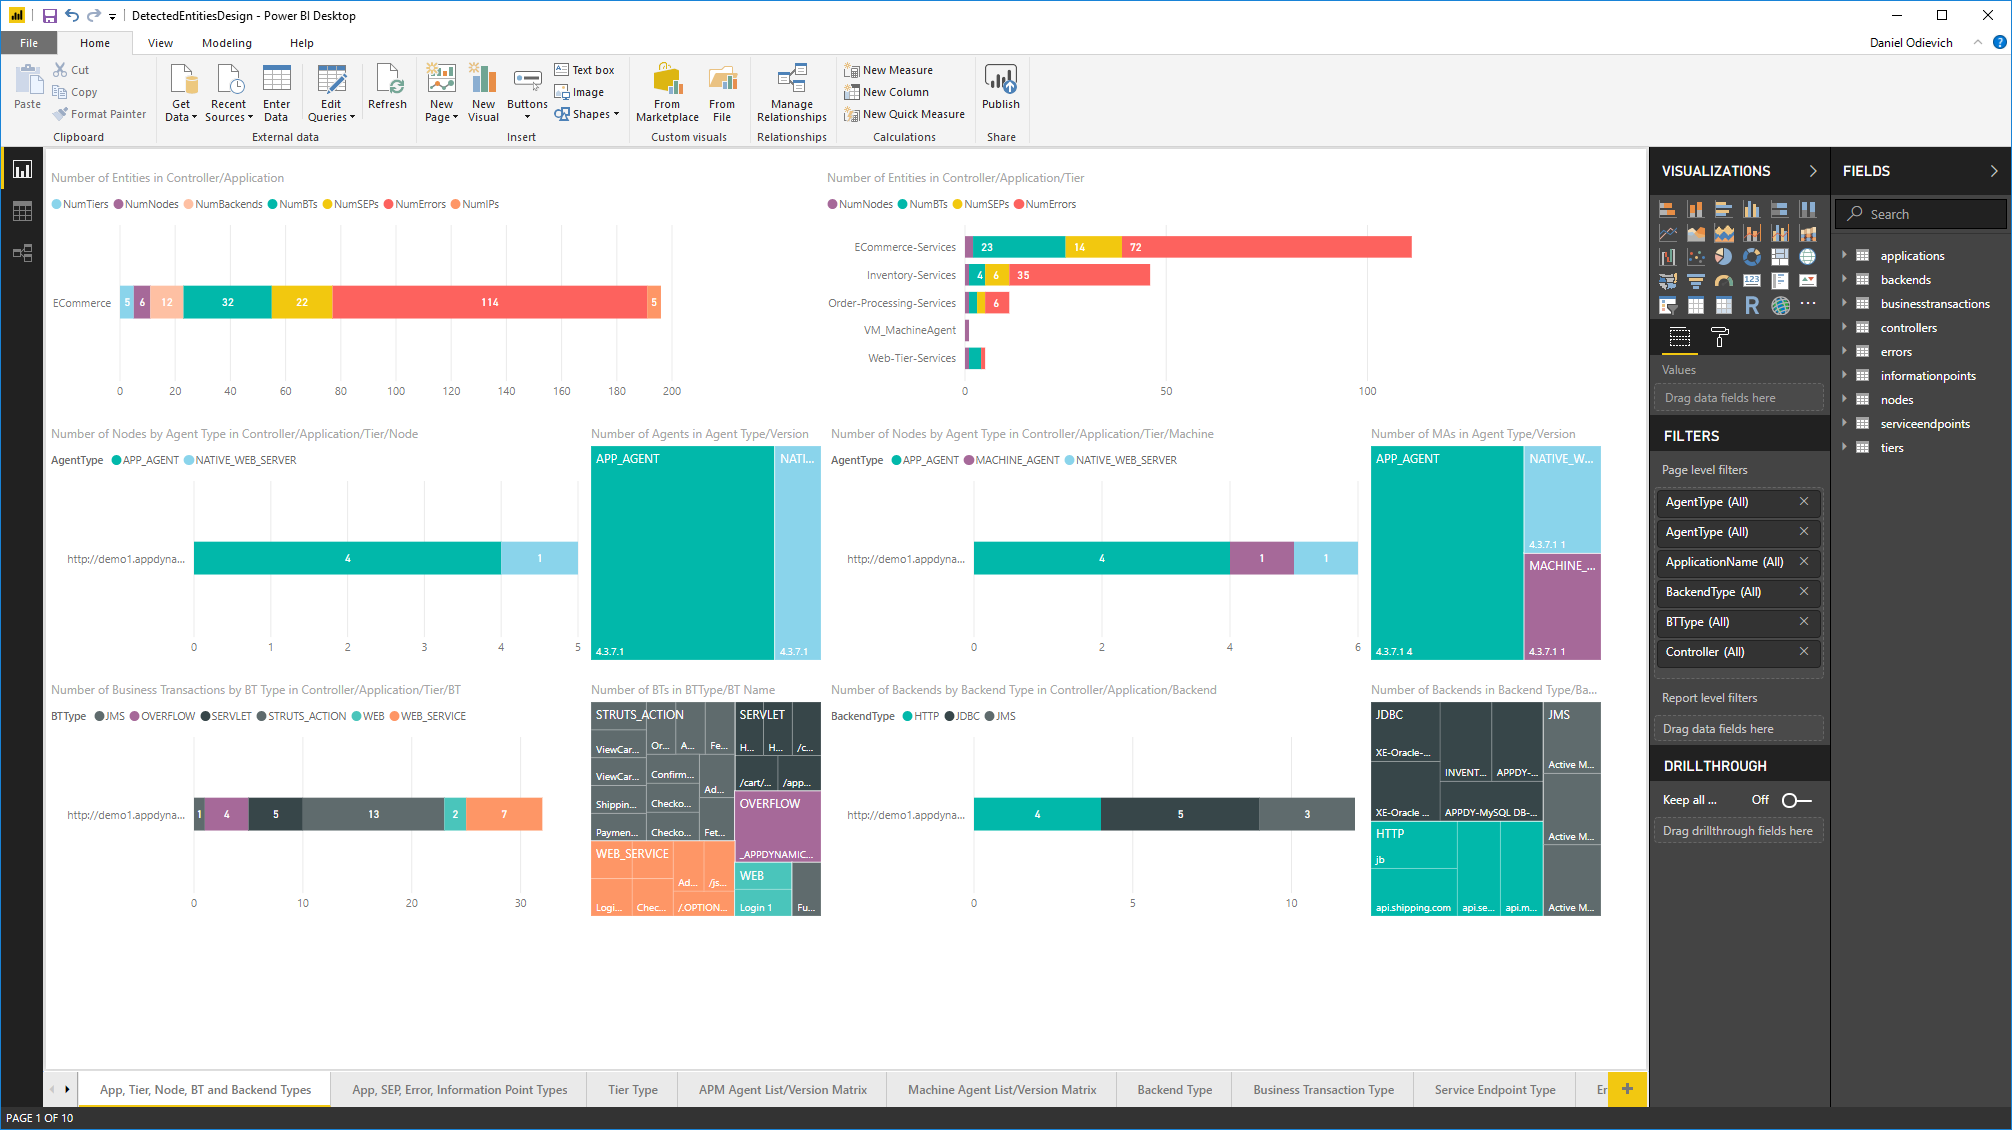 DetectedEntitiesDesign - Power BI Desktop
File Home View Modeling Help
Daniel Odievich
Paste
Cut
Copy
Format Painter
Clipboard
Get Data
Recent Sources
Enter Data
Edit Queries
Refresh
External data
New Page
New Visual
Buttons
Text box
Image
Shapes
Insert
From Marketplace
From File
Custom visuals
Manage Relationships
Relationships
New Measure
New Column
New Quick Measure
Calculations
Publish
Share
Number of Entities in Controller/Application
NumTiers NumNodes NumBackends NumBTs NumSEPs NumErrors NumIPs
ECommerce 5 6 12 32 22 114 5
0 20 40 60 80 100 120 140 160 180 200
Number of Entities in Controller/Application/Tier
NumNodes NumBTs NumSEPs NumErrors
ECommerce-Services 23 14 72
Inventory-Services 4 6 35
Order-Processing-Services 6
VM_MachineAgent
Web-Tier-Services
0 50 100
Number of Nodes by Agent Type in Controller/Application/Tier/Node
AgentType APP_AGENT NATIVE_WEB_SERVER
http://demo1.appdyna... 4 1
0 1 2 3 4 5
Number of Agents in Agent Type/Version
APP_AGENT NATI...
4.3.7.1 4.3.7.1
Number of Nodes by Agent Type in Controller/Application/Tier/Machine
AgentType APP_AGENT MACHINE_AGENT NATIVE_WEB_SERVER
http://demo1.appdyna... 4 1 1
0 2 4 6
Number of MAs in Agent Type/Version
APP_AGENT NATIVE_W...
4.3.7.1 1
MACHINE_...
4.3.7.1 4 4.3.7.1 1
Number of Business Transactions by BT Type in Controller/Application/Tier/BT
BTType JMS OVERFLOW SERVLET STRUTS_ACTION WEB WEB_SERVICE
http://demo1.appdyna... 1 4 5 13 2 7
0 10 20 30
Number of BTs in BTType/BT Name
STRUTS_ACTION SERVLET
ViewCar... Or... A... Fe... H... H... /c...
ViewCar... Confirm... Ad... /cart/... /app...
Shippin... Checko...
Paymen... Checko... Fet...
OVERFLOW
_APPDYNAMIC...
WEB_SERVICE
Ad... /js...
Logi... Chec... /.OPTION...
WEB
Login 1 Fu...
Number of Backends by Backend Type in Controller/Application/Backend
BackendType HTTP JDBC JMS
http://demo1.appdyna... 4 5 3
0 5 10
Number of Backends in Backend Type/Ba...
JDBC JMS
XE-Oracle-... INVENT... APPDY-... Active M...
XE-Oracle ... APPDY-MySQL DB-...
HTTP
jb Active M...
api.shipping.com api.se... api.m... Active M...
VISUALIZATIONS
Values
Drag data fields here
FILTERS
Page level filters
AgentType (All)
AgentType (All)
ApplicationName (All)
BackendType (All)
BTType (All)
Controller (All)
Report level filters
Drag data fields here
DRILLTHROUGH
Keep all ... Off
Drag drillthrough fields here
FIELDS
Search
applications
backends
businesstransactions
controllers
errors
informationpoints
nodes
serviceendpoints
tiers
App, Tier, Node, BT and Backend Types App, SEP, Error, Information Point Types Tier Type APM Agent List/Version Matrix Machine Agent List/Version Matrix Backend Type Business Transaction Type Service Endpoint Type Er +
PAGE 1 OF 10